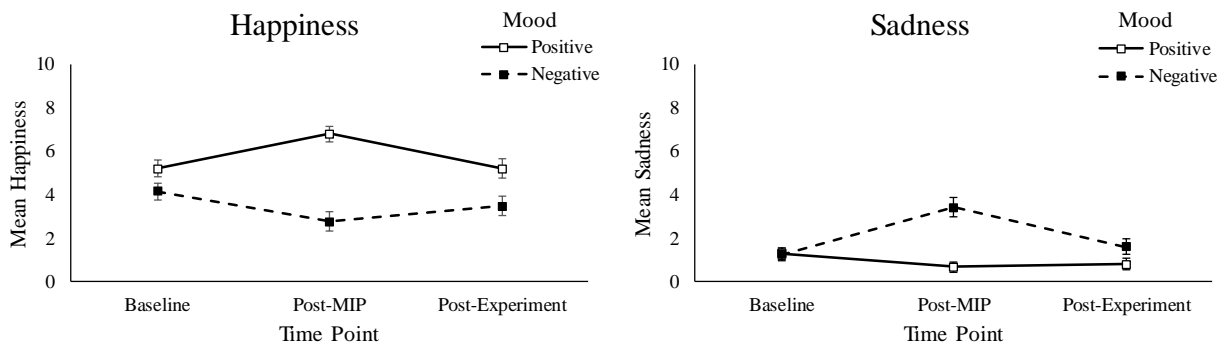 Happiness
Mood
Positive
Negative
10
8
6
4
2
0
Mean Happiness
Baseline
Post-MIP
Post-Experiment
Time Point
Sadness
Mood
Positive
Negative
10
8
6
4
2
0
Mean Sadness
Baseline
Post-MIP
Post-Experiment
Time Point